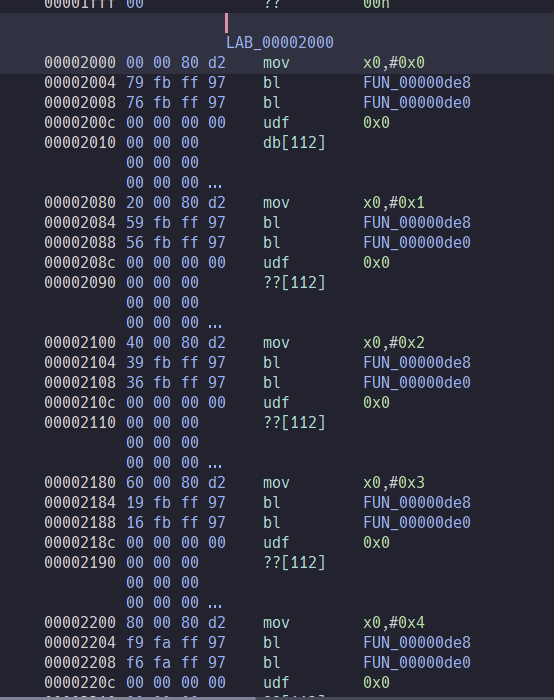 00001fff 00 ?? 00h
LAB_00002000
00002000 00 00 80 d2 mov x0,#0x0
00002004 79 fb ff 97 bl FUN_00000de8
00002008 76 fb ff 97 bl FUN_00000de0
0000200c 00 00 00 00 udf 0x0
00002010 00 00 00 db[112]
00 00 00
00 00 00 ...
00002080 20 00 80 d2 mov x0,#0x1
00002084 59 fb ff 97 bl FUN_00000de8
00002088 56 fb ff 97 bl FUN_00000de0
0000208c 00 00 00 00 udf 0x0
00002090 00 00 00 ??[112]
00 00 00
00 00 00 ...
00002100 40 00 80 d2 mov x0,#0x2
00002104 39 fb ff 97 bl FUN_00000de8
00002108 36 fb ff 97 bl FUN_00000de0
0000210c 00 00 00 00 udf 0x0
00002110 00 00 00 ??[112]
00 00 00
00 00 00 ...
00002180 60 00 80 d2 mov x0,#0x3
00002184 19 fb ff 97 bl FUN_00000de8
00002188 16 fb ff 97 bl FUN_00000de0
0000218c 00 00 00 00 udf 0x0
00002190 00 00 00 ??[112]
00 00 00
00 00 00 ...
00002200 80 00 80 d2 mov x0,#0x4
00002204 f9 fa ff 97 bl FUN_00000de8
00002208 f6 fa ff 97 bl FUN_00000de0
0000220c 00 00 00 00 udf 0x0